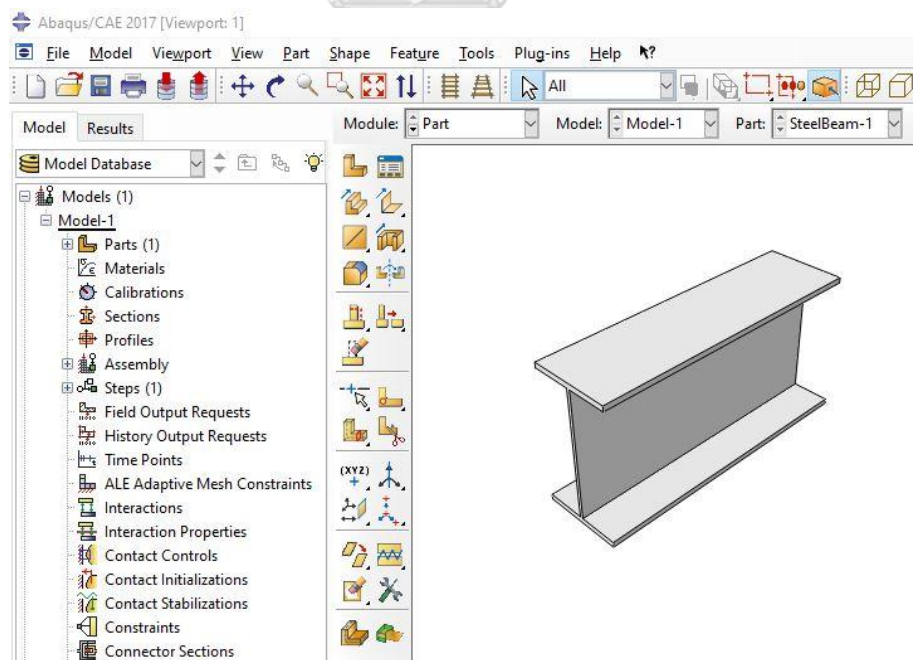 Abaqus/CAE 2017 [Viewport: 1]
File Model Viewport View Part Shape Feature Tools Plug-ins Help
All
Model Results
Module: Part Model: Model-1 Part: SteelBeam-1
Model Database
Models (1)
Model-1
Parts (1)
Materials
Calibrations
Sections
Profiles
Assembly
Steps (1)
Field Output Requests
History Output Requests
Time Points
ALE Adaptive Mesh Constraints
(XYZ)
Interactions
Interaction Properties
Contact Controls
Contact Initializations
Contact Stabilizations
Constraints
Connector Sections